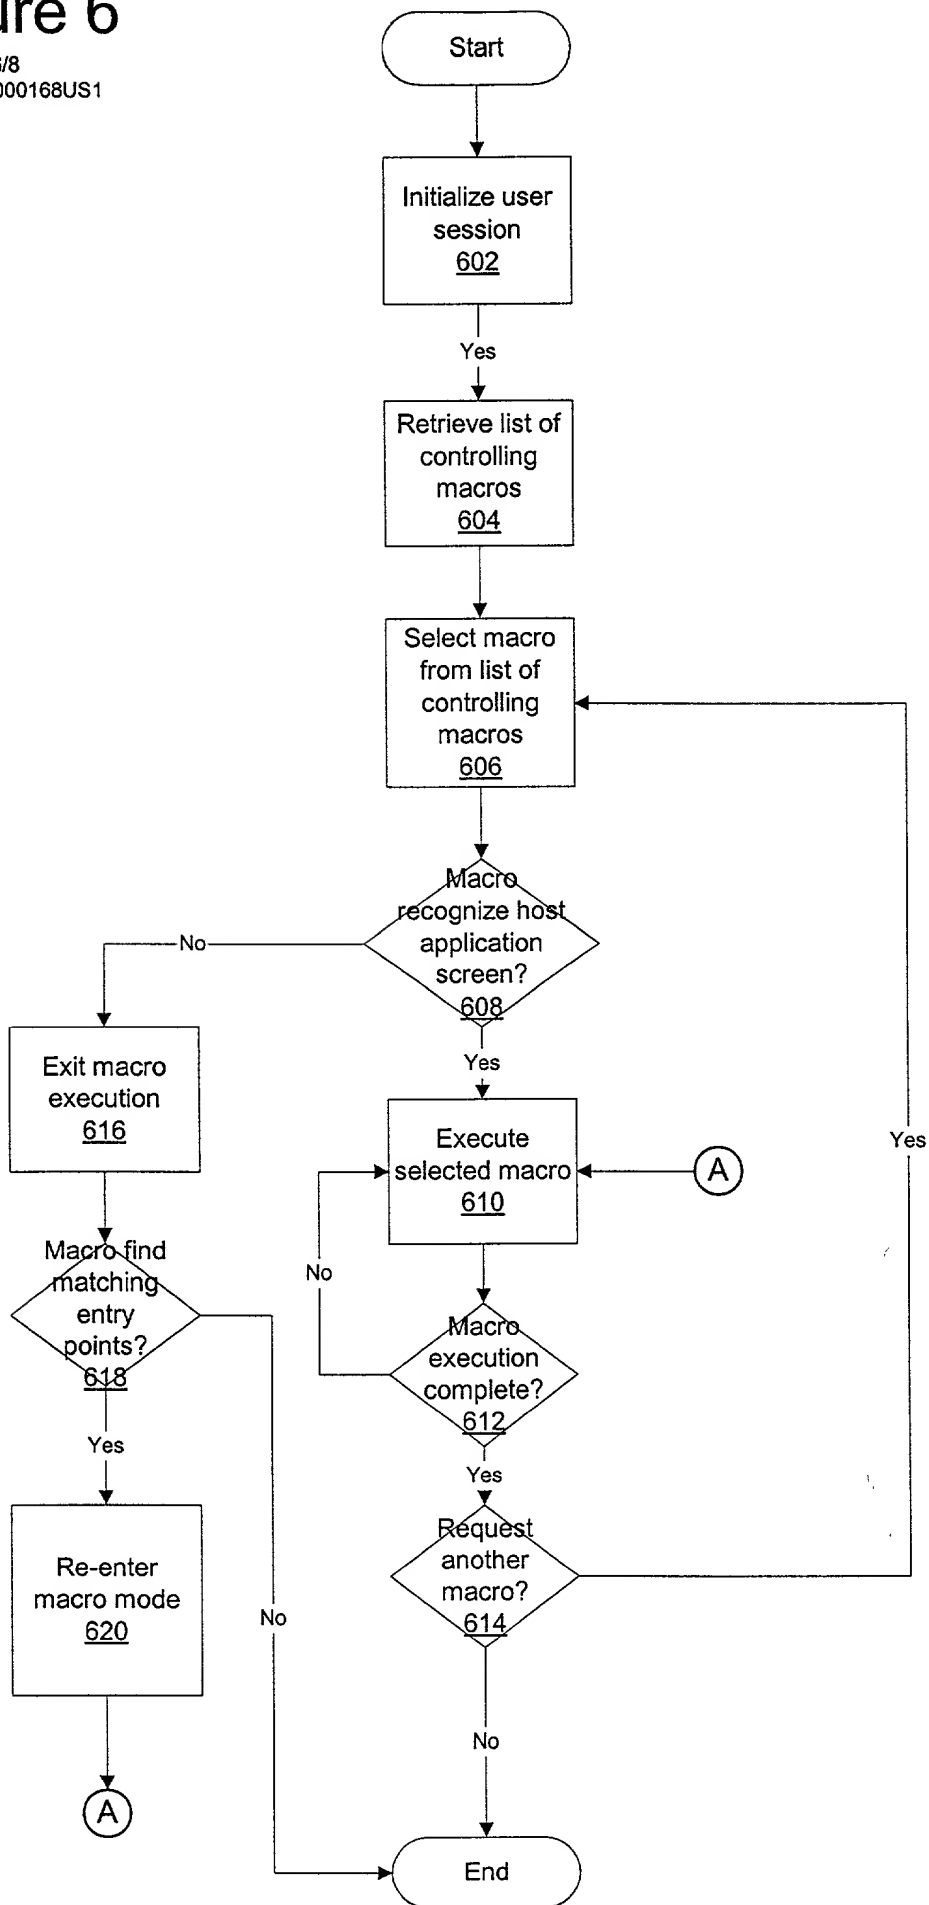 6
/8
000168US1
Start
Initialize user
session
602
Yes
Retrieve list of
controlling
macros
604
Select macro
from list of
controlling
macros
606
Macro
recognize host
application
screen?
608
No
Yes
Exit macro
execution
616
Execute
selected macro
610
A
Yes
No
Macro find
matching
entry
points?
618
Macro
execution
complete?
612
Yes
Yes
Request
another
macro?
614
Re-enter
macro mode
620
No
No
A
End